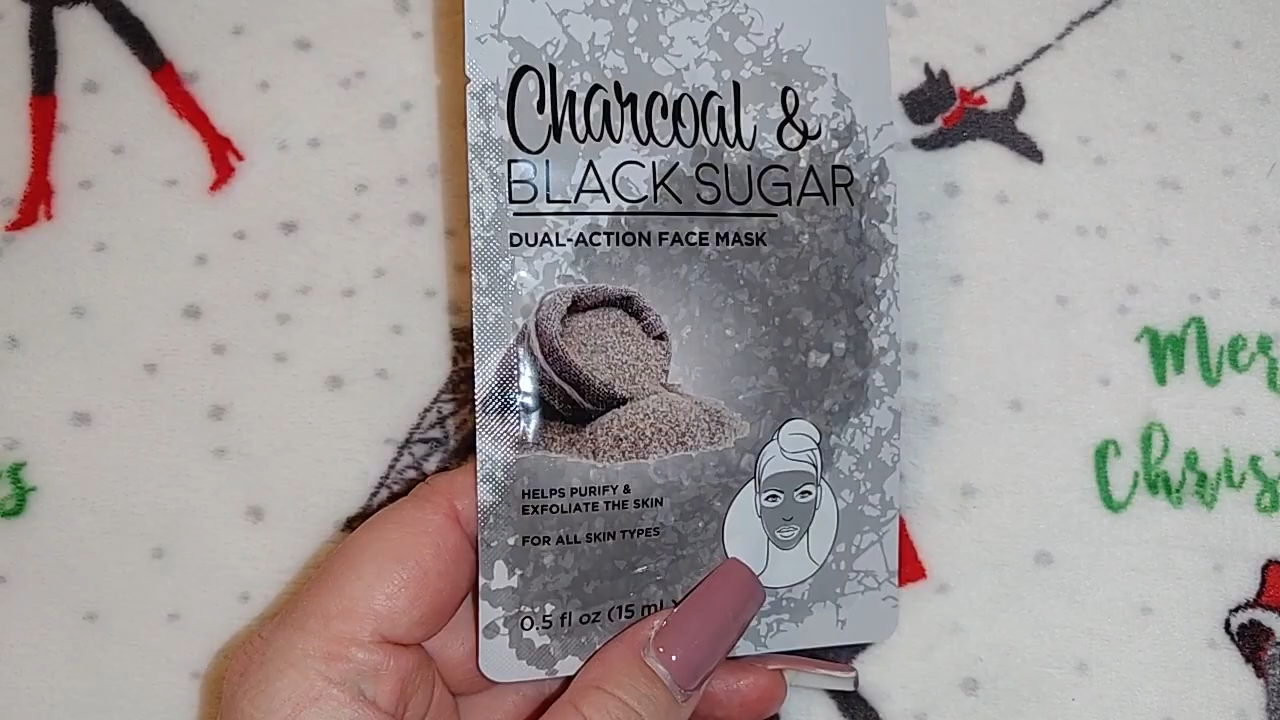 Charcoal &
BLACK SUGAR
DUAL-ACTION FACE MASK
HELPS PURIFY &
EXFOLIATE THE SKIN
FOR ALL SKIN TYPES
0.5 fl oz (15 ml)
Mer
Chris
s